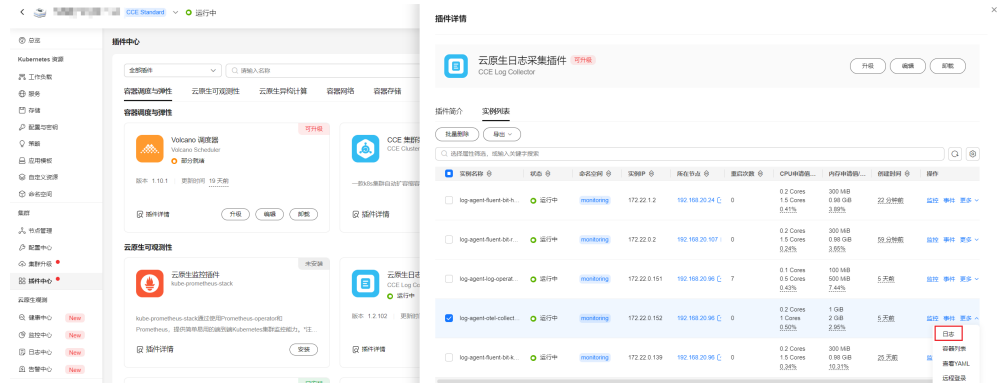 CCE Standard
运行中
总览
Kubernetes 资源
工作负载
服务
存储
配置与密钥
策略
应用模板
自定义资源
命名空间
集群
节点管理
配置中心
集群升级
插件中心
云原生观测
健康中心 New
监控中心 New
日志中心 New
告警中心 New
插件中心
全部插件
请输入名称
容器调度与弹性 云原生可观测性 云原生异构计算 容器网络 容器存储
容器调度与弹性
可升级
Volcano 调度器
Volcano Scheduler
部分就绪
版本 1.10.1 更新时间 19 天前
插件详情 升级 编辑 卸载
CCE 集群
CCE Cluster
一款k8s集群自动扩容缩容
插件详情
云原生可观测性
未安装
云原生监控插件
kube-prometheus-stack
kube-prometheus-stack通过使用Prometheus-operator和
Prometheus，提供简单易用的端到端Kubernetes集群监控能力。
插件详情 安装
云原生日志
CCE Log Co
运行中
版本 1.2.102 更新时
插件详情
插件详情
云原生日志采集插件 可升级
CCE Log Collector
升级 编辑 卸载
插件简介 实例列表
批量删除 导出
选择属性筛选，或输入关键字搜索
实例名称 状态 命名空间 实例IP 所在节点 重启次数 CPU申请值... 内存申请值/... 创建时间 操作
log-agent-fluent-bit-h... 运行中 monitoring 172.22.1.2 192.168.20.24 0 0.2 Cores 1.5 Cores 0.41% 300 MiB 0.98 GiB 3.89% 22 分钟前 监控 事件 更多
log-agent-fluent-bit-r... 运行中 monitoring 172.22.0.2 192.168.20.107 0 0.2 Cores 1.5 Cores 0.24% 300 MiB 0.98 GiB 3.65% 59 分钟前 监控 事件 更多
log-agent-log-operat... 运行中 monitoring 172.22.0.151 192.168.20.96 7 0.1 Cores 0.5 Cores 0.43% 100 MiB 500 MiB 7.44% 5 天前 监控 事件 更多
log-agent-otel-collect... 运行中 monitoring 172.22.0.152 192.168.20.96 0 0.2 Cores 1 Cores 0.50% 1 GiB 2 GiB 2.95% 5 天前 监控 事件 更多
log-agent-fluent-bit-k... 运行中 monitoring 172.22.0.139 192.168.20.96 0 0.2 Cores 1.5 Cores 0.34% 300 MiB 0.98 GiB 10.31% 25 天前
日志
容器列表
查看YAML
远程登录